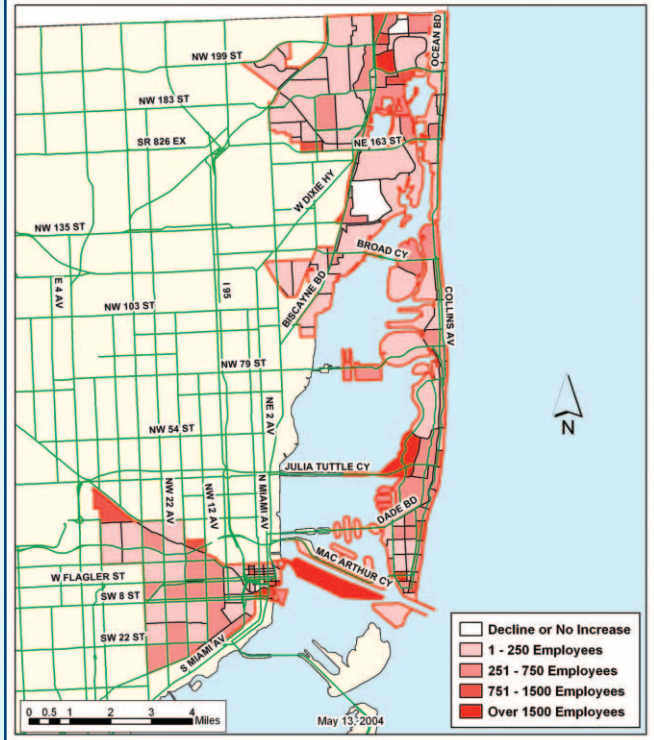 NW 199 ST
OCEAN BD
NW 183 ST
SR 826 EX
NE 163 ST
W DIXIE HY
NW 135 ST
BROAD CY
E 4 AV
I 95
BISCAYNE BD
COLLINS AV
NW 103 ST
NW 79 ST
NE 2 AV
N
NW 54 ST
JULIA TUTTLE CY
NW 22 AV
NW 12 AV
N MIAMI AV
DADE BD
MAC ARTHUR CY
W FLAGLER ST
SW 8 ST
SW 22 ST
S MIAMI AV
Decline or No Increase
1 - 250 Employees
251 - 750 Employees
751 - 1500 Employees
Over 1500 Employees
0 0.5 1 2 3 4
Miles
May 13, 2004